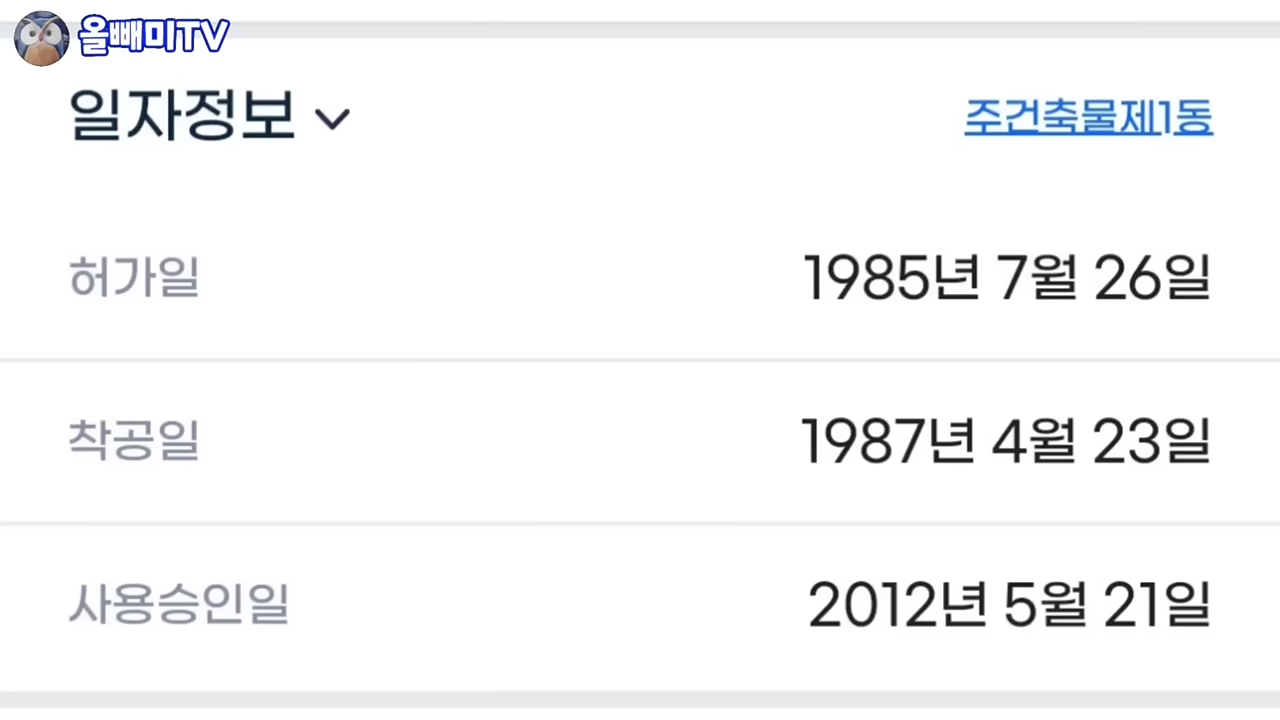 올빼미TV
일자정보
주건축물제1동
허가일 1985년 7월 26일
착공일 1987년 4월 23일
사용승인일 2012년 5월 21일